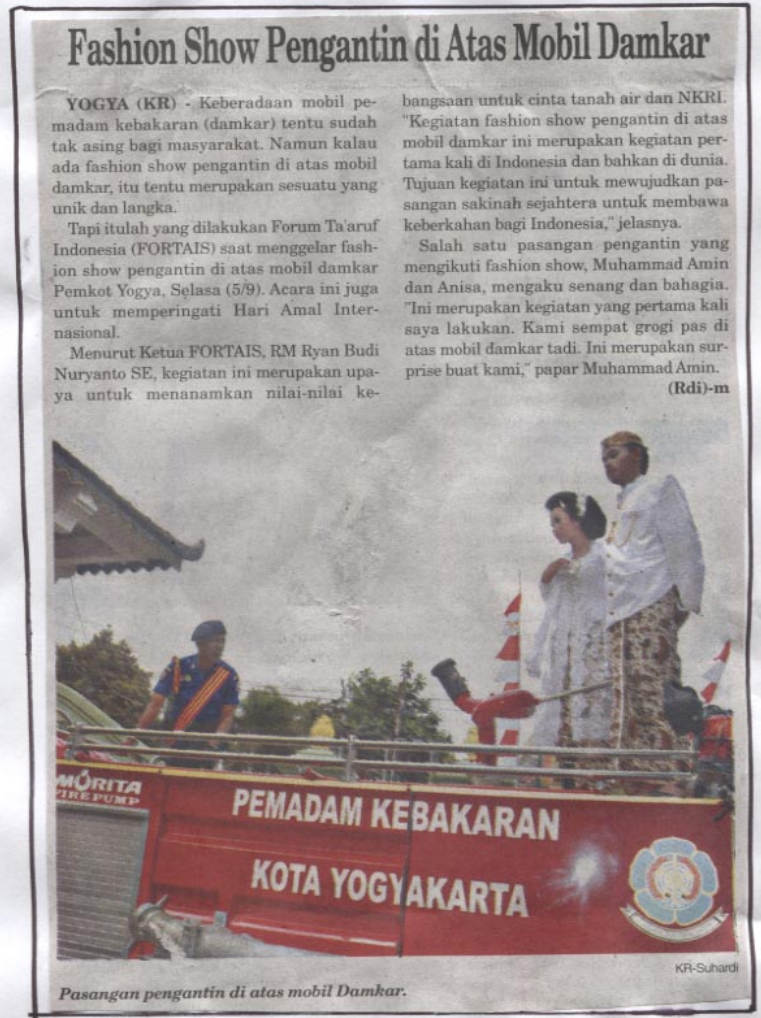 Fashion Show Pengantin di Atas Mobil Damkar
YOGYA (KR) - Keberadaan mobil pe-
madam kebakaran (damkar) tentu sudah
tak asing bagi masyarakat. Namun kalau
ada fashion show pengantin di atas mobil
damkar, itu tentu merupakan sesuatu yang
unik dan langka.
Tapi itulah yang dilakukan Forum Ta'aruf
Indonesia (FORTAIS) saat menggelar fash-
ion show pengantin di atas mobil damkar
Pemkot Yogya, Selasa (5/9). Acara ini juga
untuk memperingati Hari Amal Inter-
nasional.
Menurut Ketua FORTAIS, RM Ryan Budi
Nuryanto SE, kegiatan ini merupakan upa-
ya untuk menanamkan nilai-nilai ke-
bangsaan untuk cinta tanah air dan NKRI.
"Kegiatan fashion show pengantin di atas
mobil damkar ini merupakan kegiatan per-
tama kali di Indonesia dan bahkan di dunia.
Tujuan kegiatan ini untuk mewujudkan pa-
sangan sakinah sejahtera untuk membawa
keberkahan bagi Indonesia," jelasnya.
Salah satu pasangan pengantin yang
mengikuti fashion show, Muhammad Amin
dan Anisa, mengaku senang dan bahagia.
"Ini merupakan kegiatan yang pertama kali
saya lakukan. Kami sempat grogi pas di
atas mobil damkar tadi. Ini merupakan sur-
prise buat kami," papar Muhammad Amin.
(Rdi)-m
MORITA
FIRE PUMP
PEMADAM KEBAKARAN
KOTA YOGYAKARTA
KR-Suhardi
Pasangan pengantin di atas mobil Damkar.